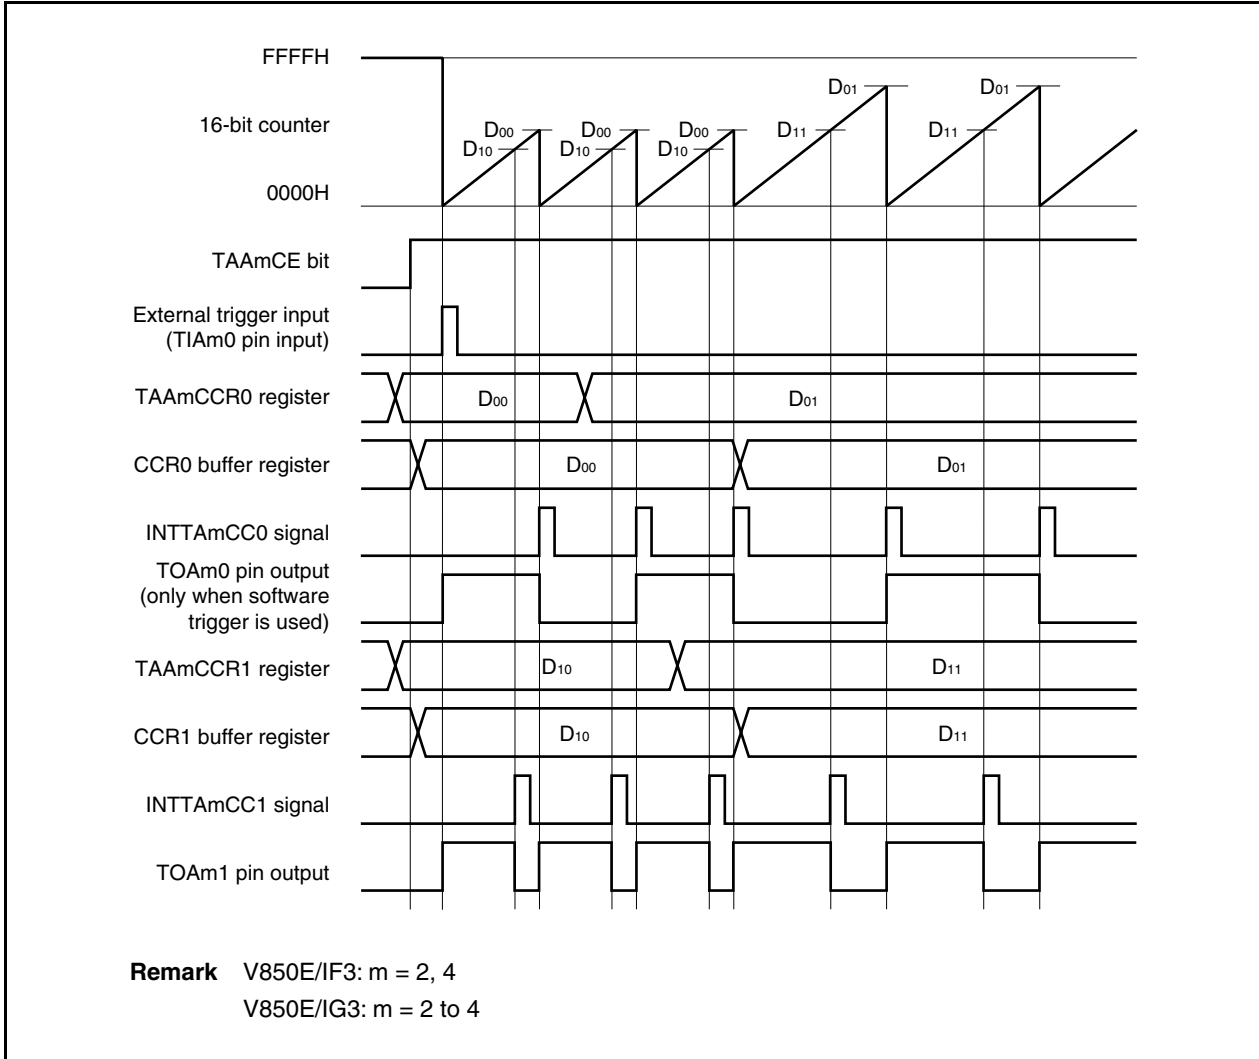 FFFFH
D01 D01
16-bit counter
D00 D00 D00 D11 D11
D10 D10 D10
0000H
TAAmCE bit
External trigger input
(TIAm0 pin input)
TAAmCCR0 register D00 D01
CCR0 buffer register D00 D01
INTTAmCC0 signal
TOAm0 pin output
(only when software
trigger is used)
TAAmCCR1 register D10 D11
CCR1 buffer register D10 D11
INTTAmCC1 signal
TOAm1 pin output
Remark V850E/IF3: m = 2, 4
V850E/IG3: m = 2 to 4